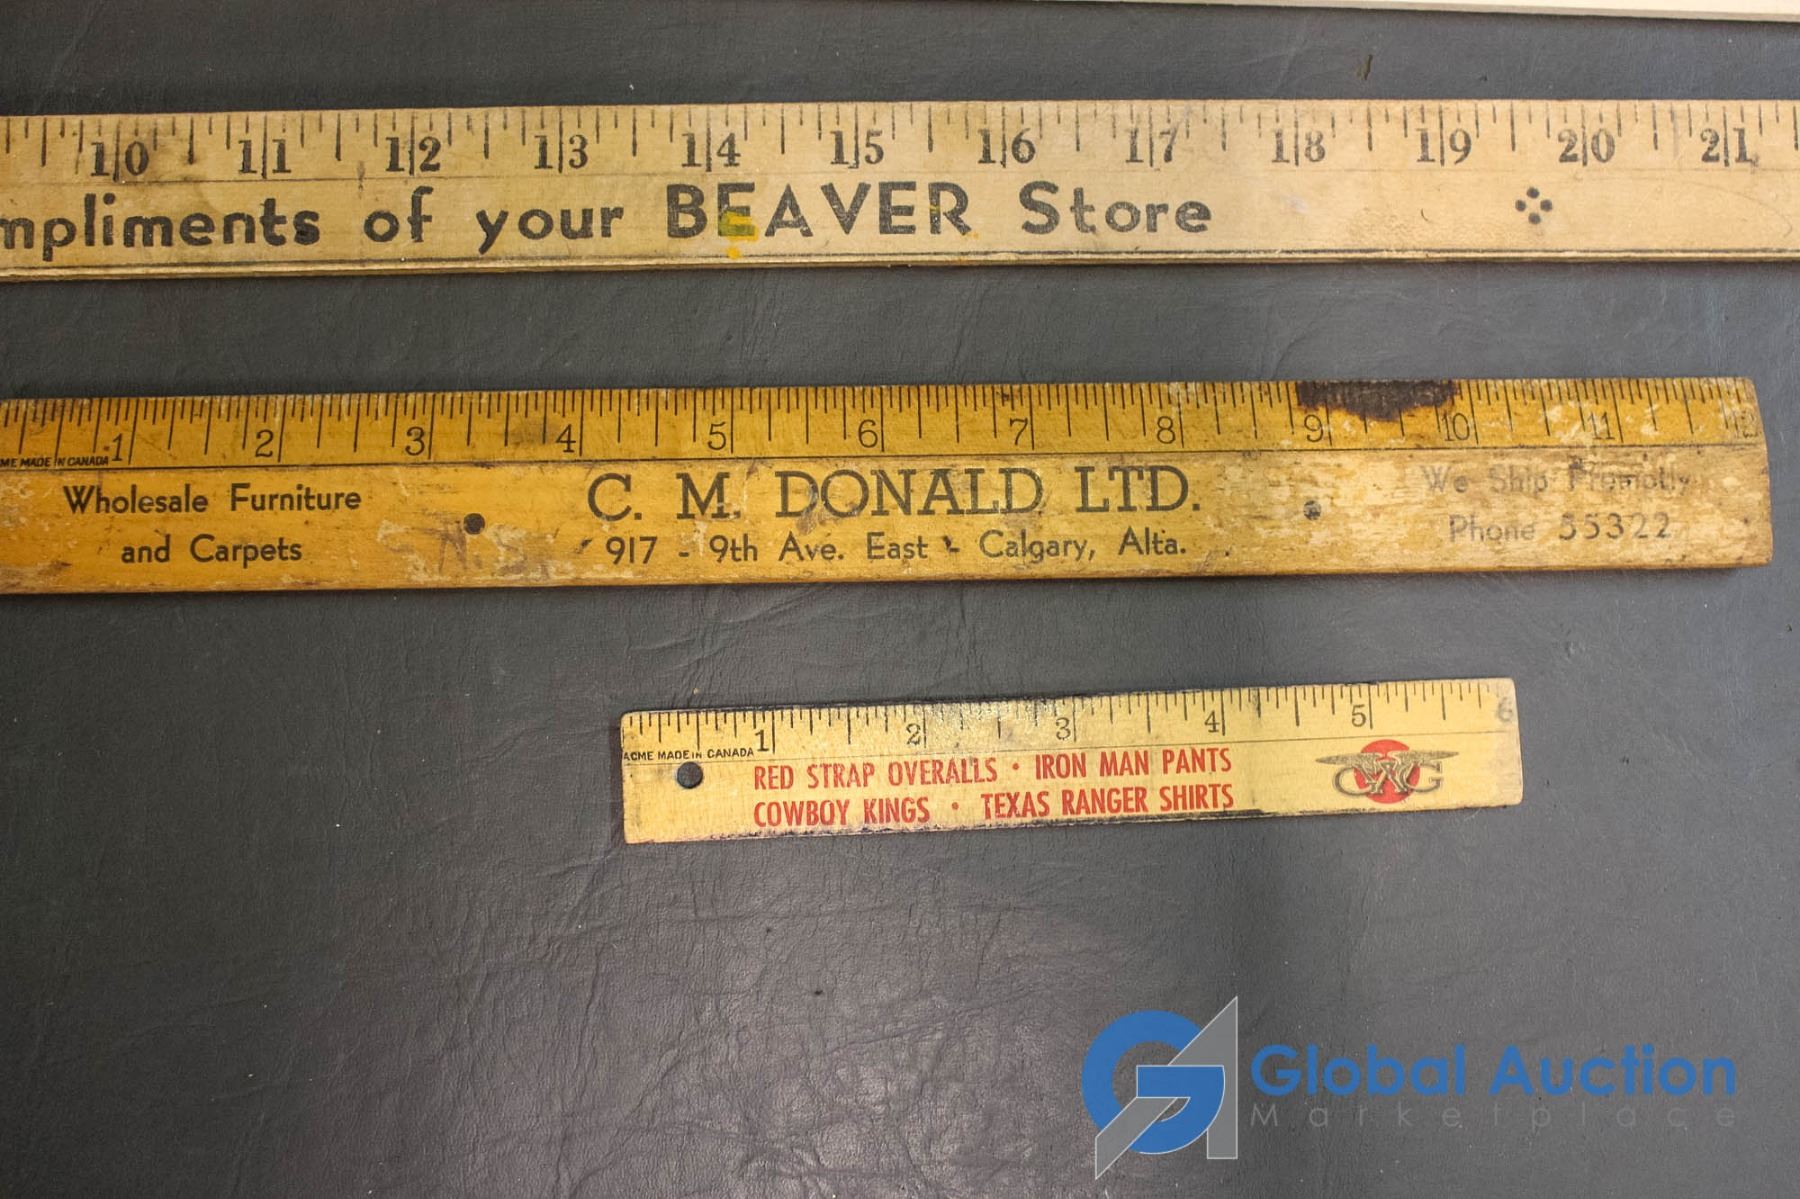 10 11 12 13 14 15 16 17 18 19 20 21
mpliments of your BEAVER Store
1 2 3 4 5 6 7 8 9 10 11 12
ME MADE IN CANADA
Wholesale Furniture
and Carpets
C. M. DONALD LTD.
917 - 9th Ave. East - Calgary, Alta.
We Ship Promptly
Phone 55322
1 2 3 4 5 6
ACME MADE IN CANADA
RED STRAP OVERALLS · IRON MAN PANTS
COWBOY KINGS · TEXAS RANGER SHIRTS
GWG
Global Auction
Marketplace